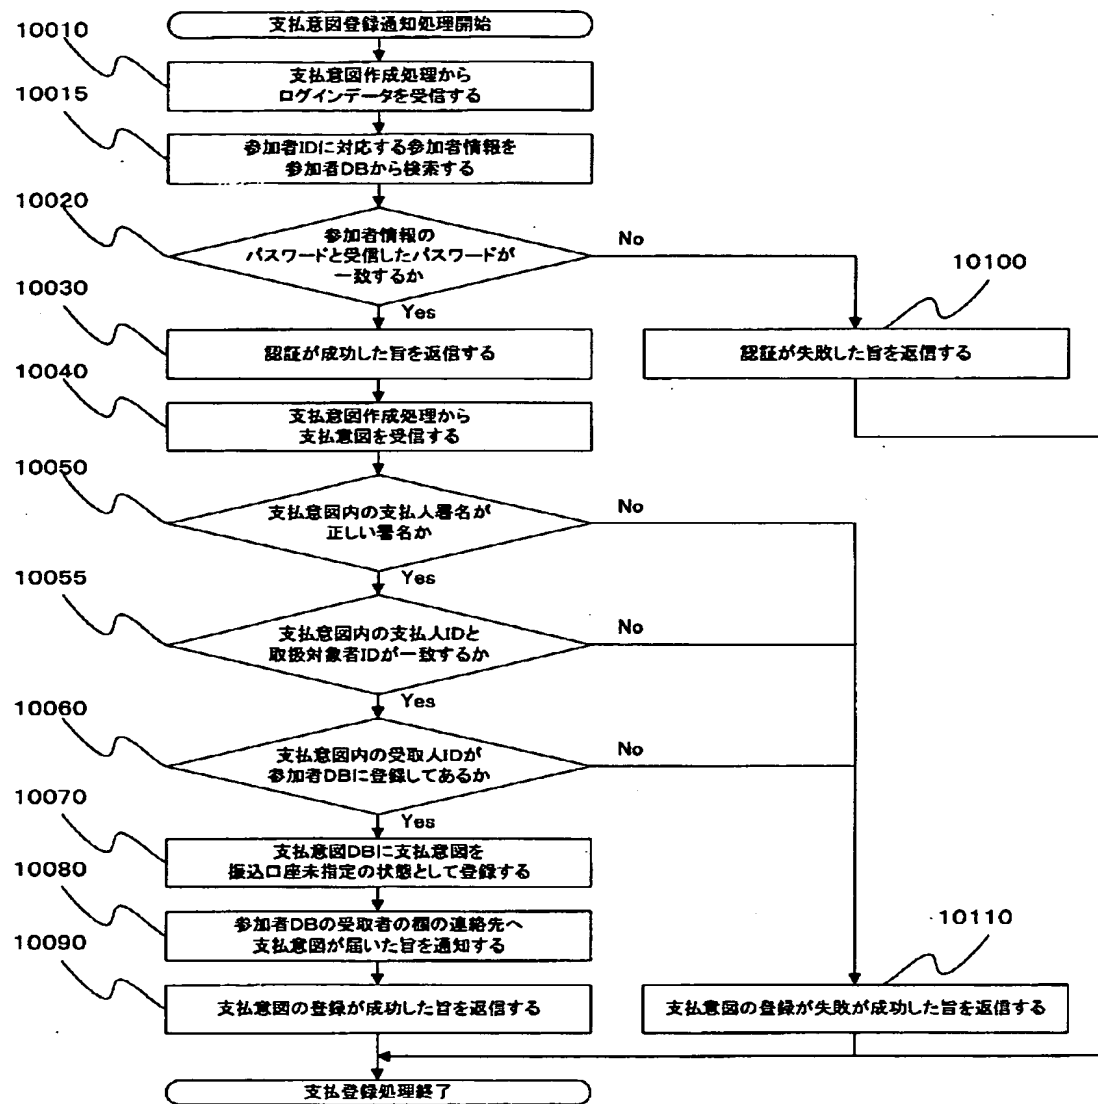 支払意図登録通知処理開始
10010
支払意図作成処理から
ログインデータを受信する
10015
参加者IDに対応する参加者情報を
参加者DBから検索する
10020
参加者情報の
パスワードと受信したパスワードが
一致するか
No
Yes
10030
認証が成功した旨を返信する
10100
認証が失敗した旨を返信する
10040
支払意図作成処理から
支払意図を受信する
10050
支払意図内の支払人署名が
正しい署名か
No
Yes
10055
支払意図内の支払人IDと
取扱対象者IDが一致するか
No
Yes
10060
支払意図内の受取人IDが
参加者DBに登録してあるか
No
Yes
10070
支払意図DBに支払意図を
振込口座未指定の状態として登録する
10080
参加者DBの受取者の欄の連絡先へ
支払意図が届いた旨を通知する
10090
支払意図の登録が成功した旨を返信する
10110
支払意図の登録が失敗が成功した旨を返信する
支払登録処理終了